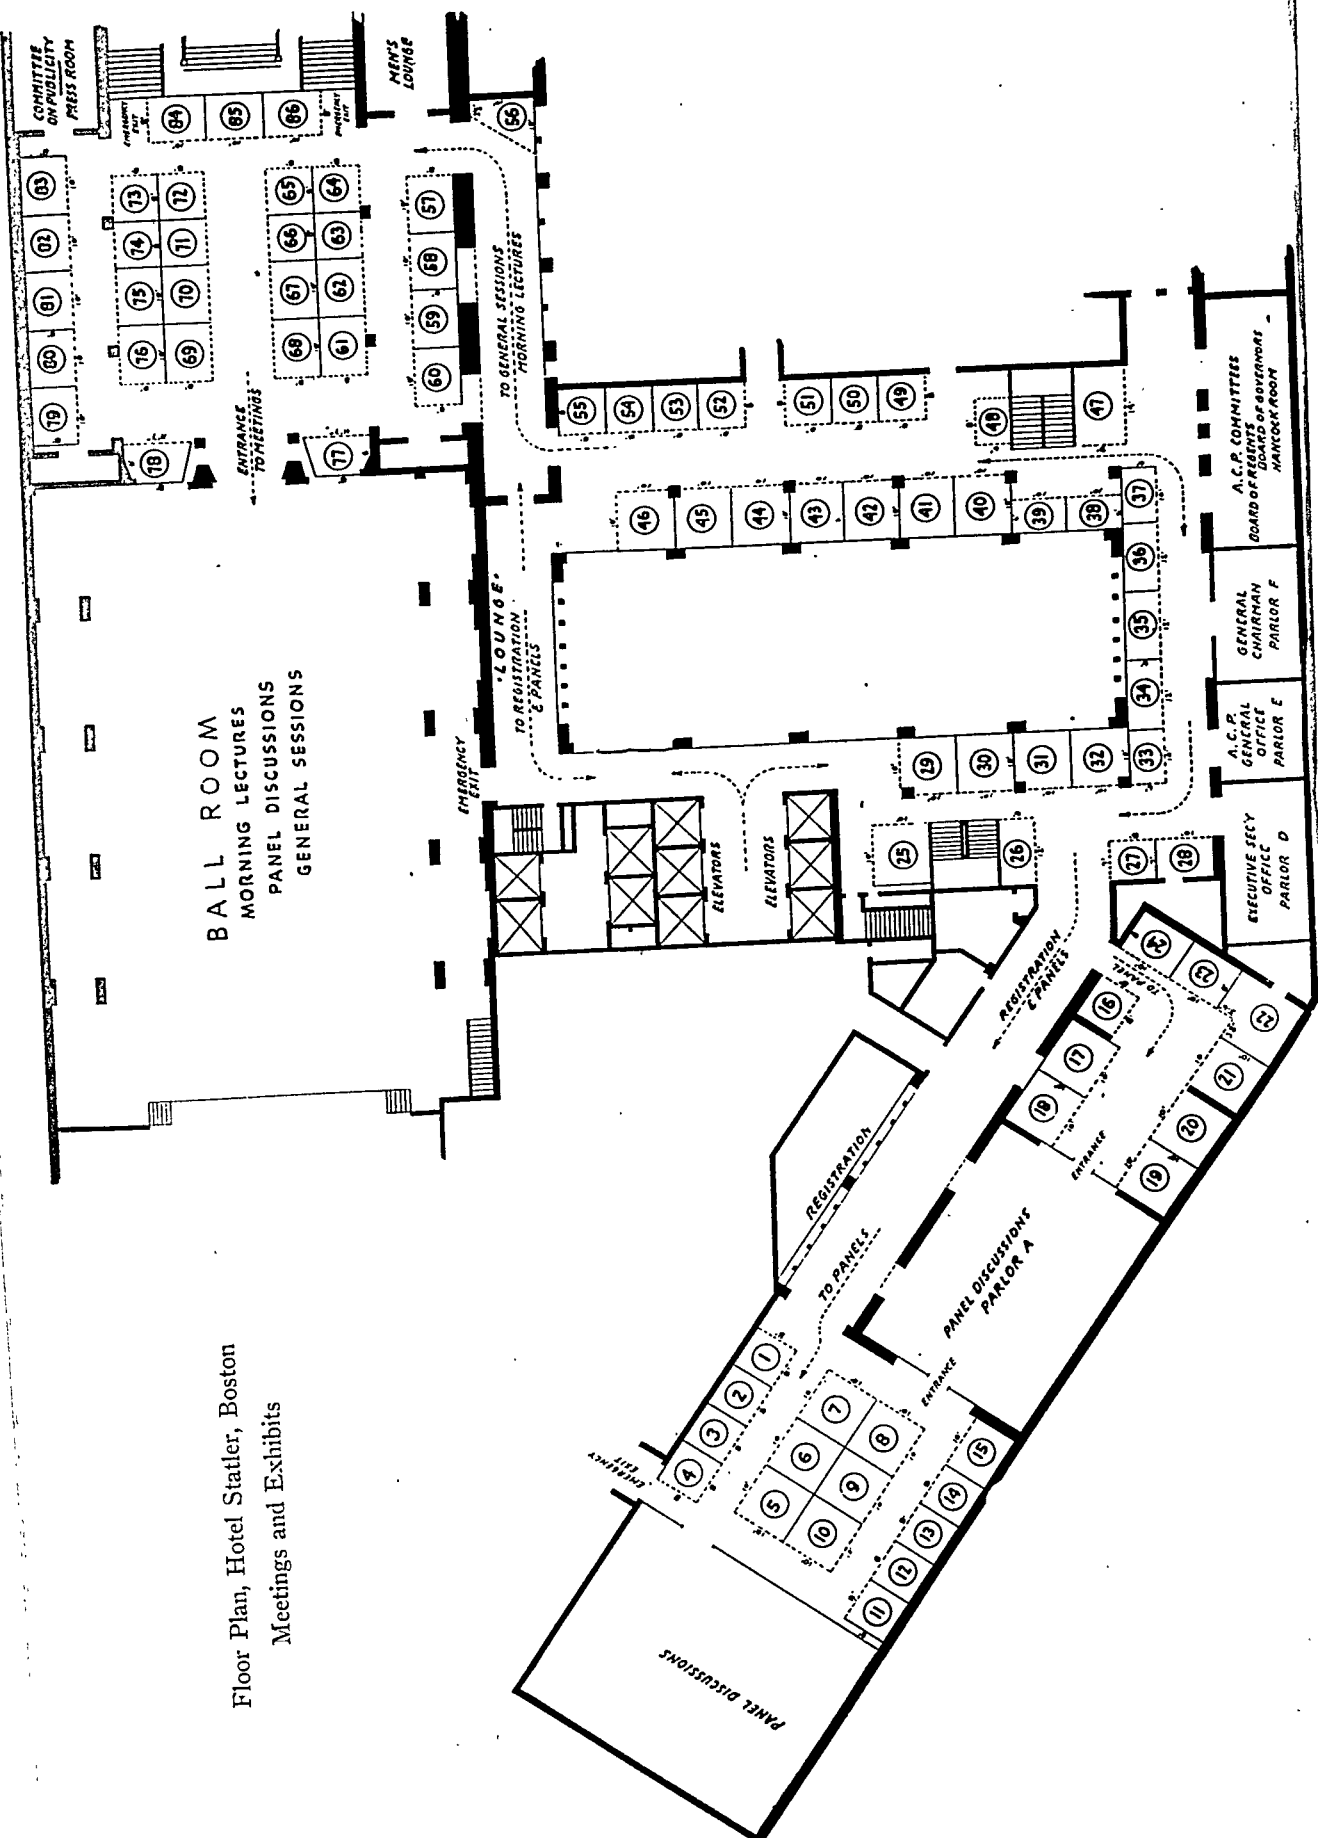 Floor Plan, Hotel Statler, Boston
Meetings and Exhibits
COMMITTEE
ON PUBLICITY
PRESS ROOM
EMERGENCY
EXIT
84
85
86
EMERGENCY
EXIT
MEN'S
LOUNGE
56
83
82
81
80
79
73
74
75
76
72
71
70
69
65
66
67
68
64
63
62
61
57
58
59
60
78
77
ENTRANCE
TO MEETINGS
TO GENERAL SESSIONS
MORNING LECTURES
BALL ROOM
MORNING LECTURES
PANEL DISCUSSIONS
GENERAL SESSIONS
EMERGENCY
EXIT
"LOUNGE"
TO REGISTRATION
& PANELS
55
54
53
52
51
50
49
48
47
46
45
44
43
42
41
40
39
38
37
36
35
34
33
32
31
30
29
ELEVATORS
ELEVATORS
25
26
27
28
A.C.P. COMMITTEES
BOARD OF REGENTS
BOARD OF GOVERNORS
HANCOCK ROOM
GENERAL
CHAIRMAN
PARLOR F
A.C.P.
GENERAL
OFFICE
PARLOR E
EXECUTIVE SECY
OFFICE
PARLOR D
REGISTRATION
& PANELS
TO PANEL
24
23
22
21
20
19
16
17
18
ENTRANCE
REGISTRATION
TO PANELS
PANEL DISCUSSIONS
PARLOR A
ENTRANCE
1
2
3
4
EMERGENCY
EXIT
7
6
5
8
9
10
15
14
13
12
11
PANEL DISCUSSIONS